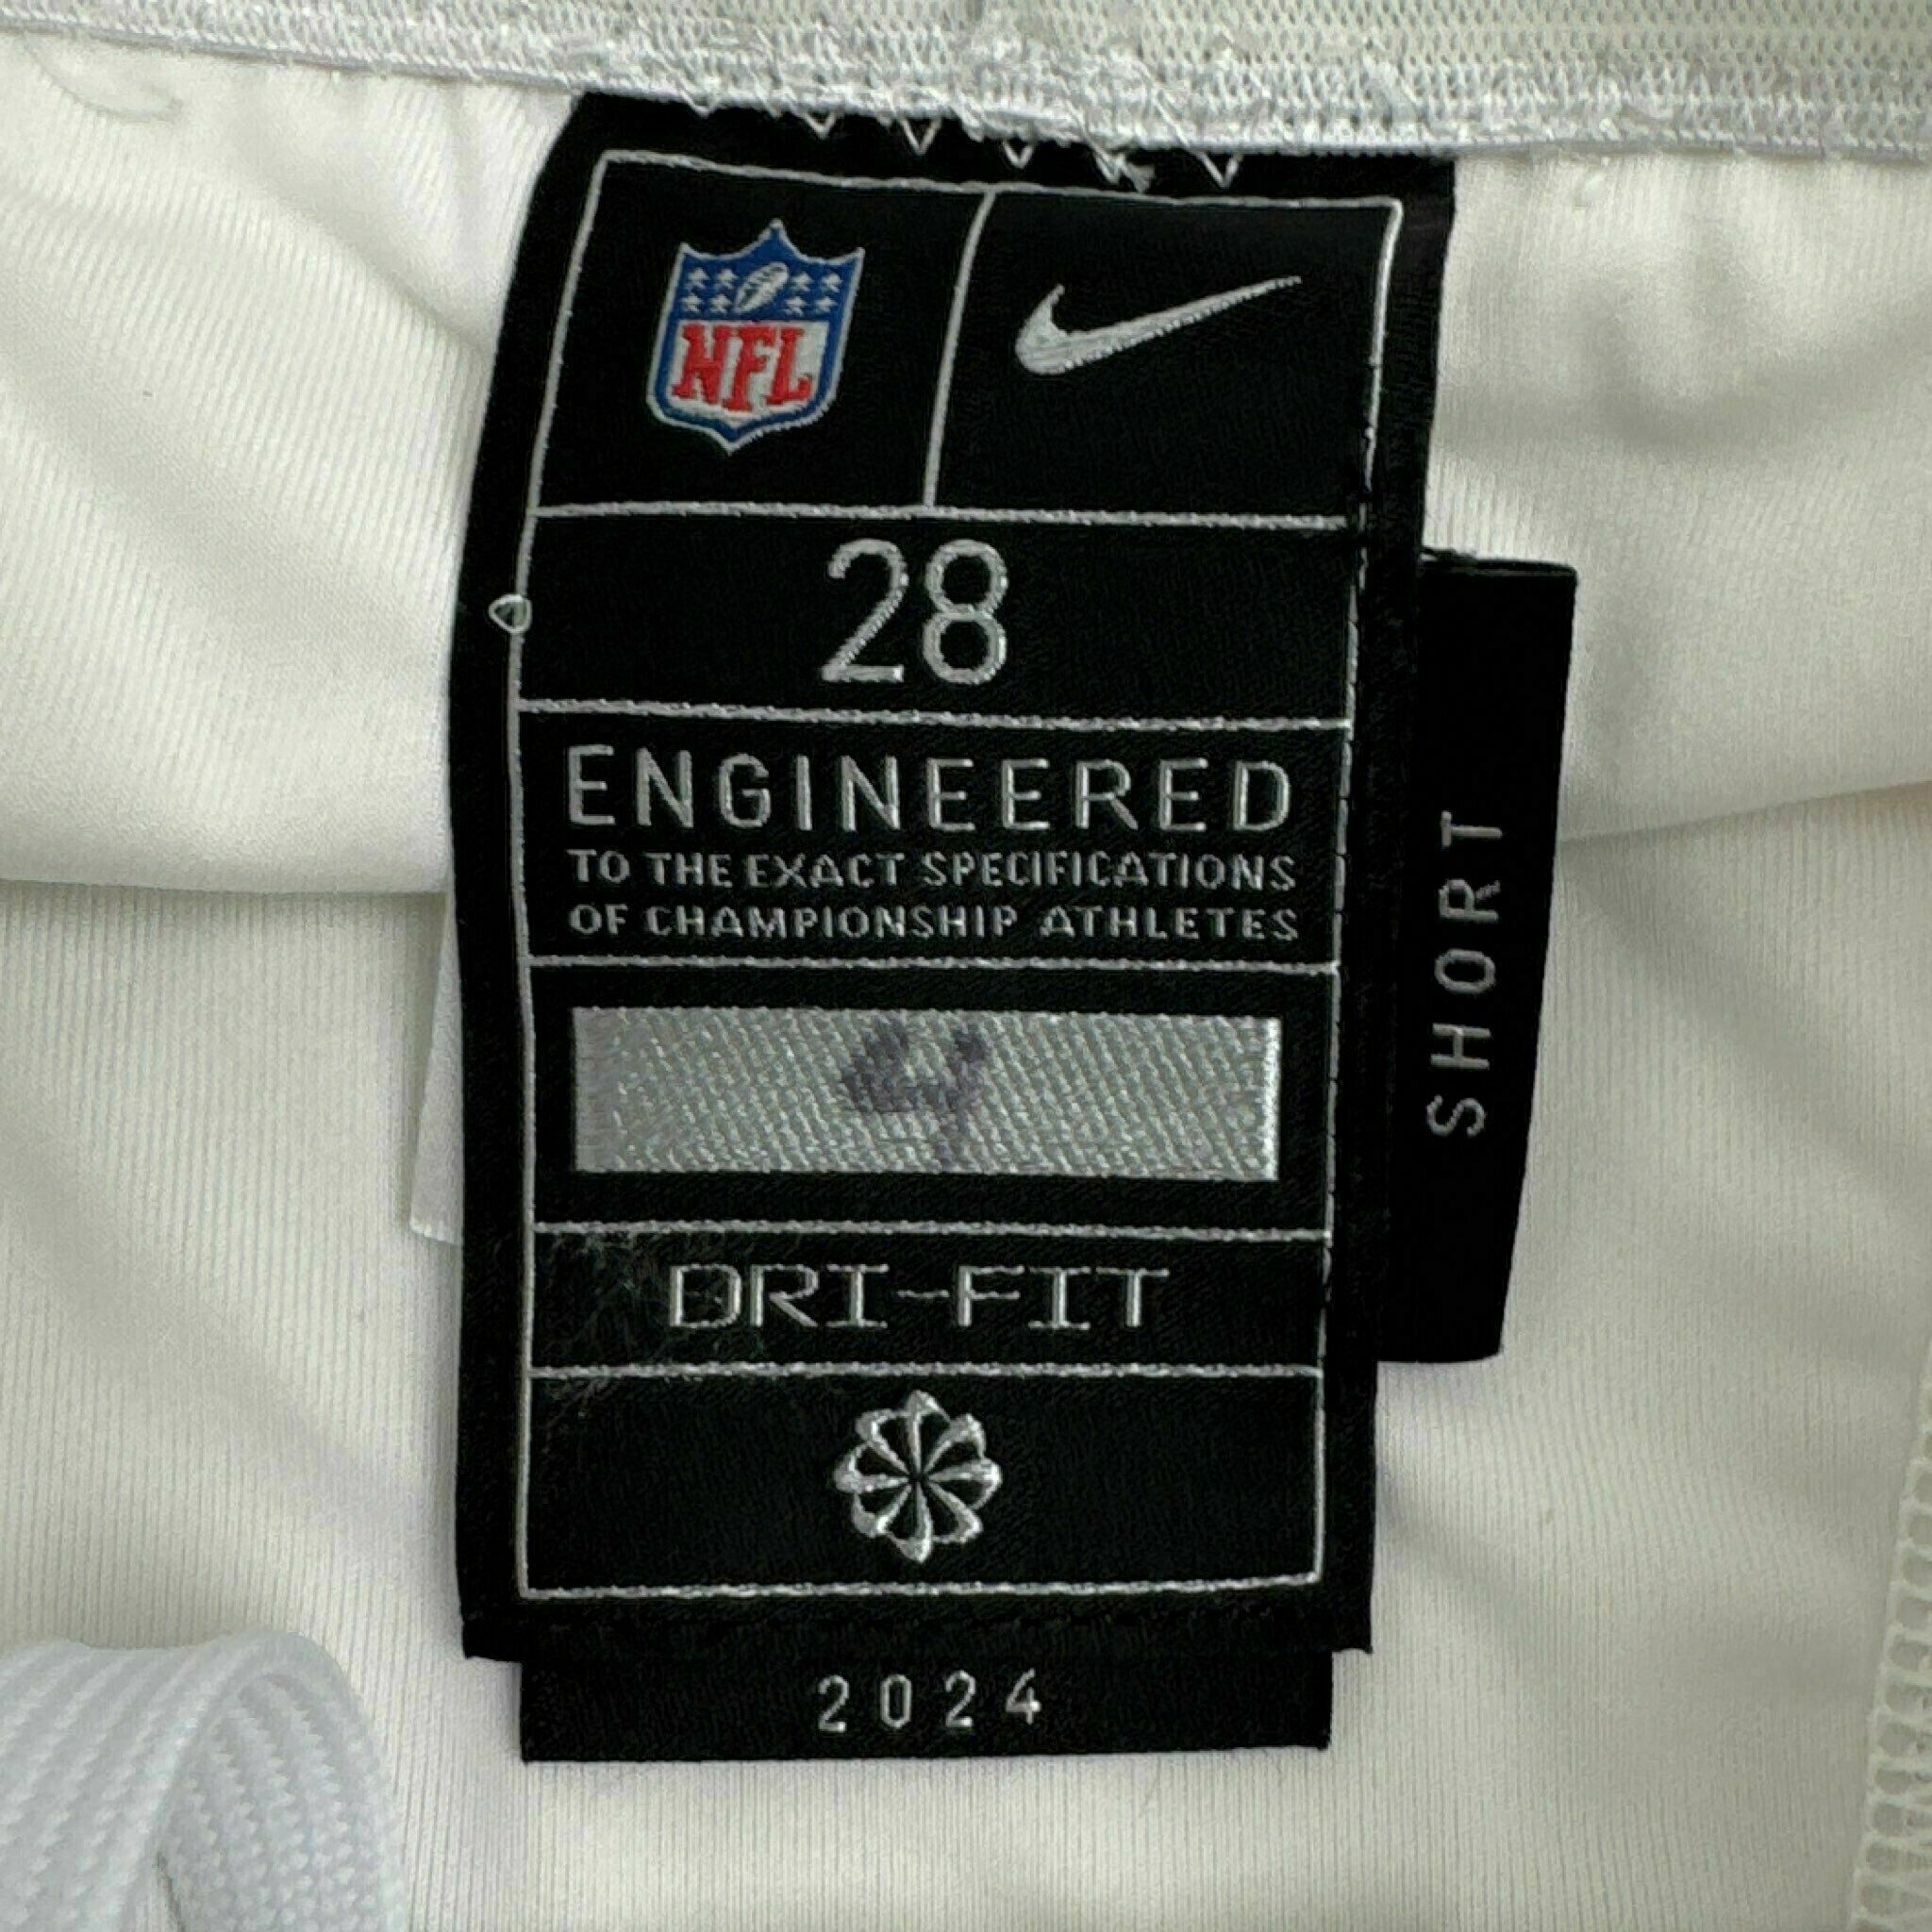 NFL
28
ENGINEERED
TO THE EXACT SPECIFICATIONS
OF CHAMPIONSHIP ATHLETES
SHORT
DRI-FIT
2024